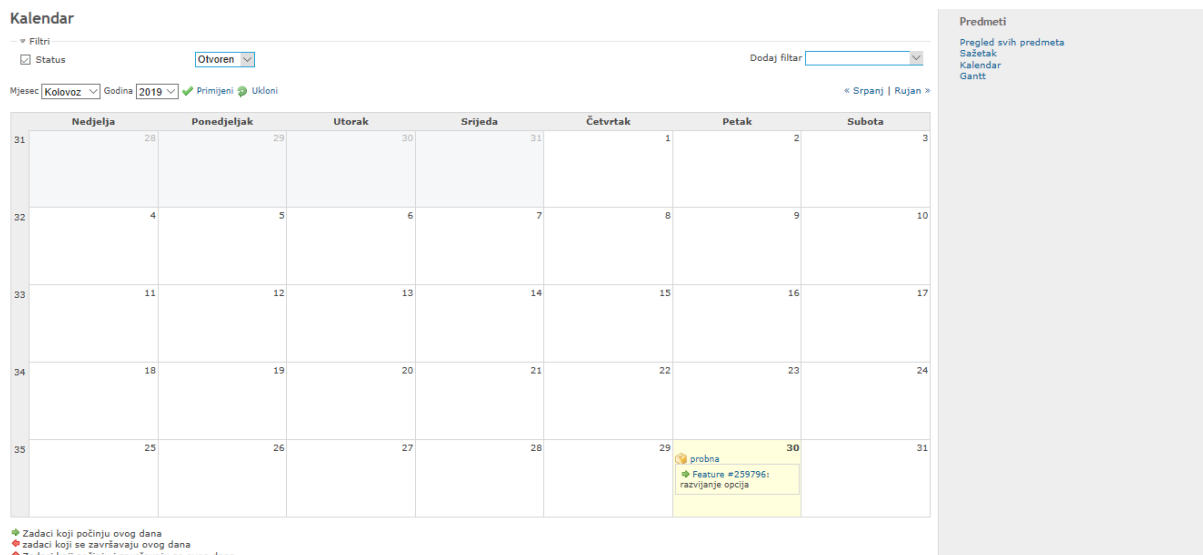 Kalendar
Filtri
Status Otvoren Dodaj filtar
Mjesec Kolovoz Godina 2019 Primijeni Ukloni « Srpanj | Rujan »
Nedjelja Ponedjeljak Utorak Srijeda Četvrtak Petak Subota
31 28 29 30 31 1 2 3
32 4 5 6 7 8 9 10
33 11 12 13 14 15 16 17
34 18 19 20 21 22 23 24
35 25 26 27 28 29 30 31
probna
Feature #259796:
razvijanje opcija
Zadaci koji počinju ovog dana
zadaci koji se završavaju ovog dana
Predmeti
Pregled svih predmeta
Sažetak
Kalendar
Gantt